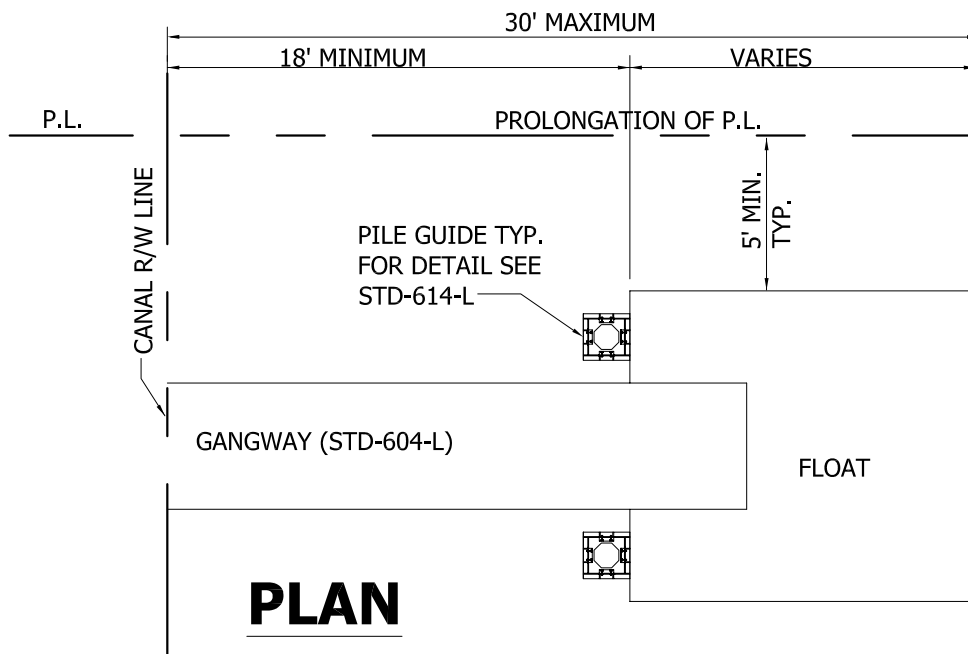 30' MAXIMUM
18' MINIMUM
VARIES
P.L.
PROLONGATION OF P.L.
CANAL R/W LINE
5' MIN.
TYP.
PILE GUIDE TYP.
FOR DETAIL SEE
STD-614-L
GANGWAY (STD-604-L)
FLOAT
PLAN